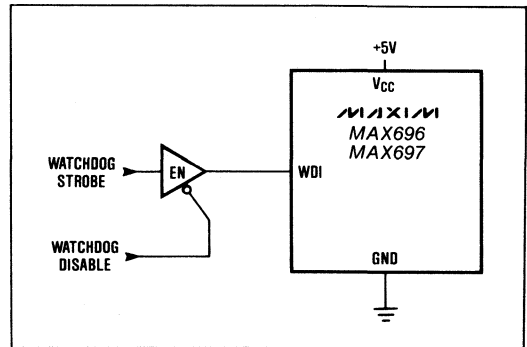 +5V
VCC
MAXIM
MAX696
MAX697
WATCHDOG
STROBE
EN
WDI
WATCHDOG
DISABLE
GND